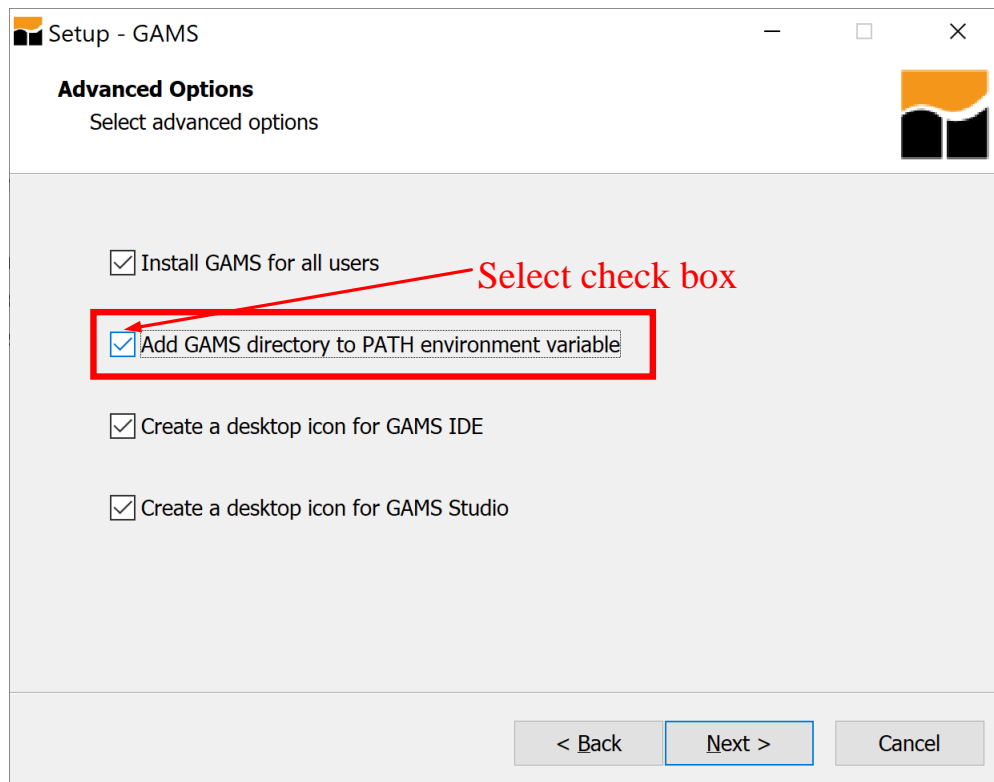 Setup - GAMS
Advanced Options
Select advanced options
Install GAMS for all users
Select check box
Add GAMS directory to PATH environment variable
Create a desktop icon for GAMS IDE
Create a desktop icon for GAMS Studio
< Back
Next >
Cancel